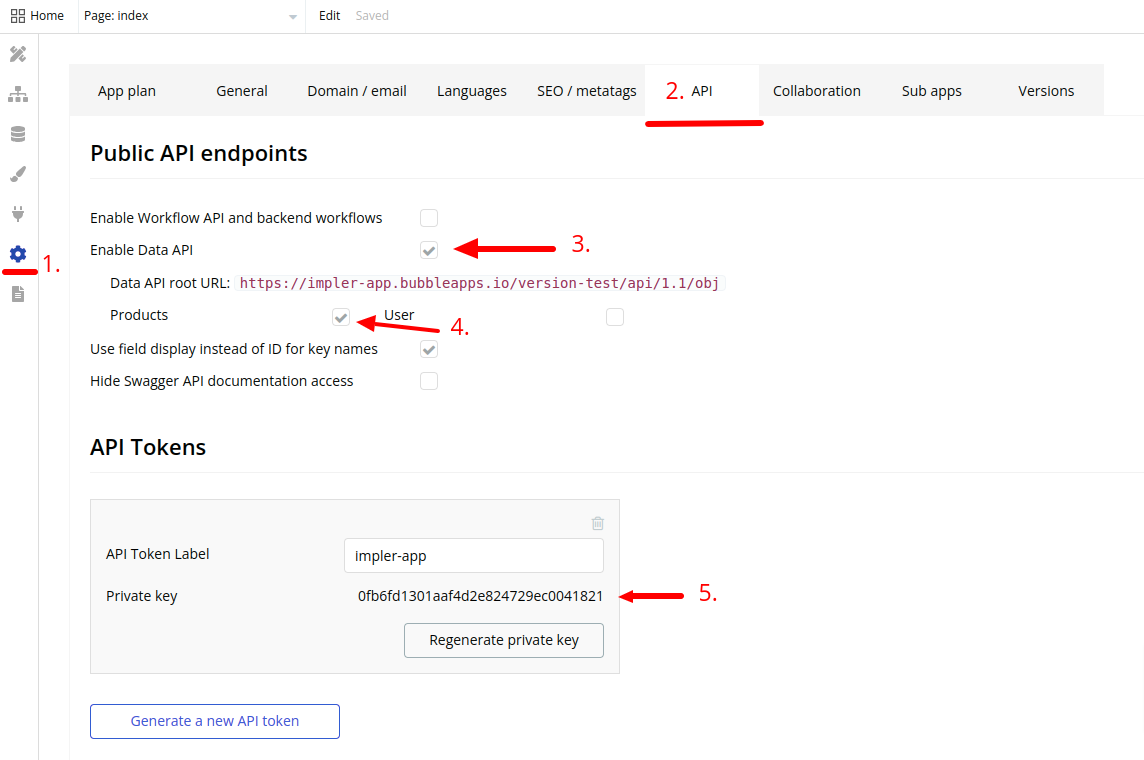 Home Page: index Edit Saved
App plan General Domain / email Languages SEO / metatags 2. API Collaboration Sub apps Versions
Public API endpoints
Enable Workflow API and backend workflows
Enable Data API 3.
1.
Data API root URL: https://impler-app.bubbleapps.io/version-test/api/1.1/obj
Products User 4.
Use field display instead of ID for key names
Hide Swagger API documentation access
API Tokens
API Token Label impler-app
Private key 0fb6fd1301aaf4d2e824729ec0041821 5.
Regenerate private key
Generate a new API token